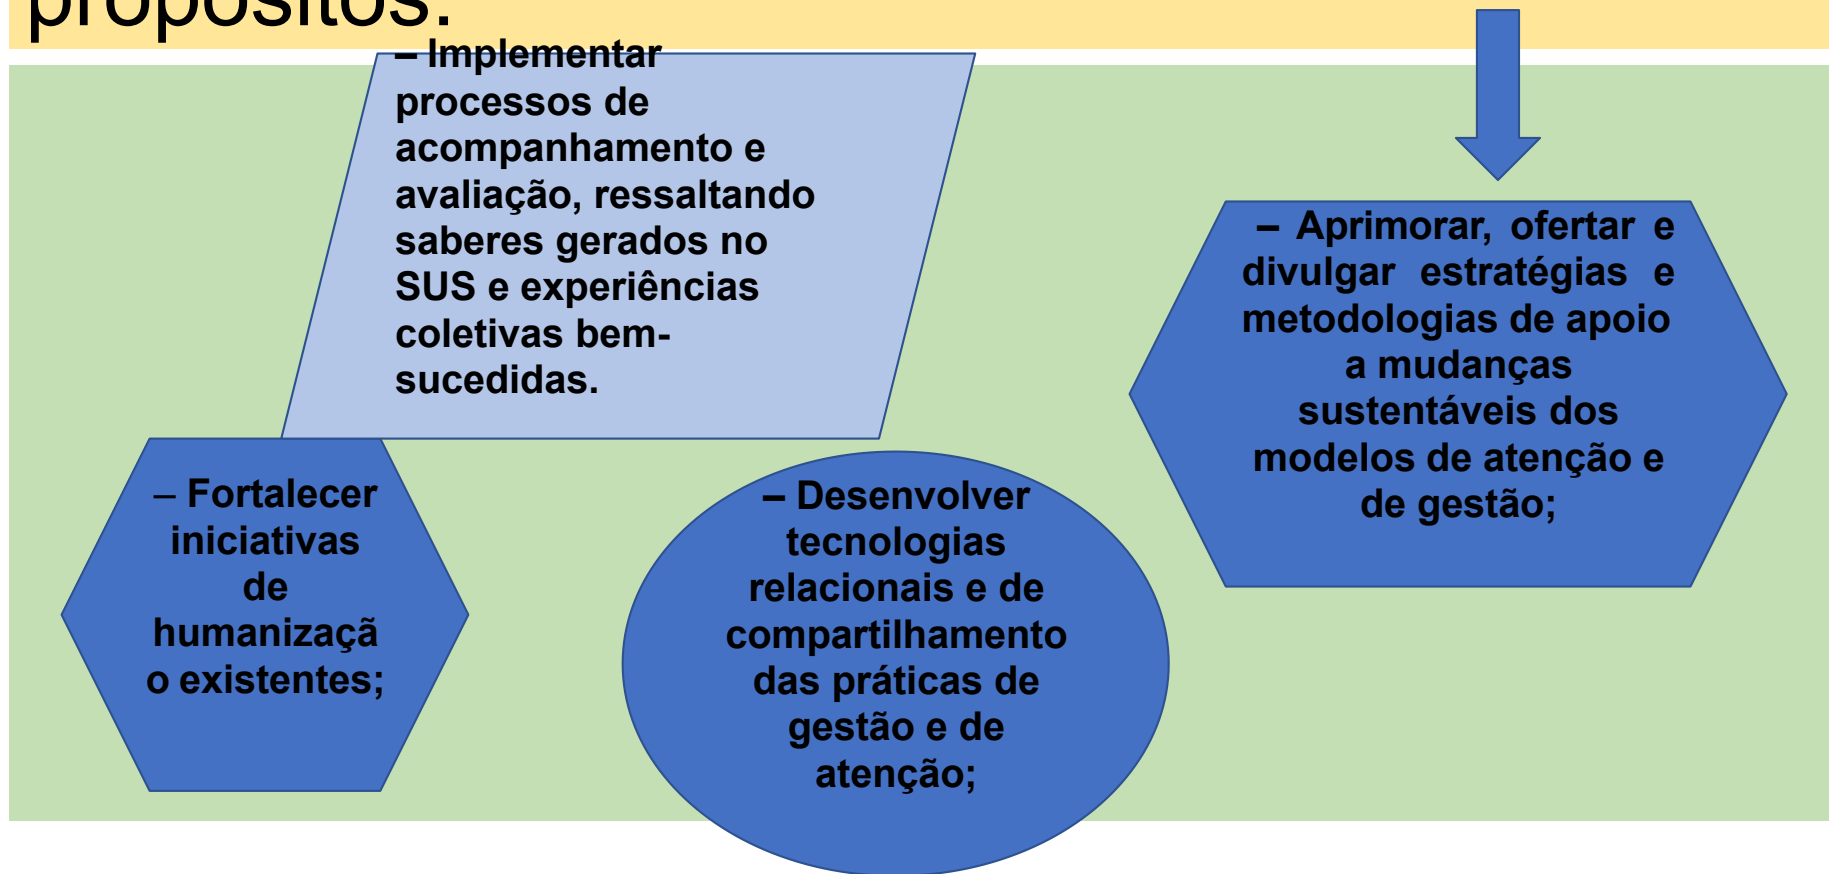 propósitos:
– Implementar
processos de
acompanhamento e
avaliação, ressaltando
saberes gerados no
SUS e experiências
coletivas bem-
sucedidas.
– Aprimorar, ofertar e
divulgar estratégias e
metodologias de apoio
a mudanças
sustentáveis dos
modelos de atenção e
de gestão;
– Fortalecer
iniciativas
de
humanizaçã
o existentes;
– Desenvolver
tecnologias
relacionais e de
compartilhamento
das práticas de
gestão e de
atenção;